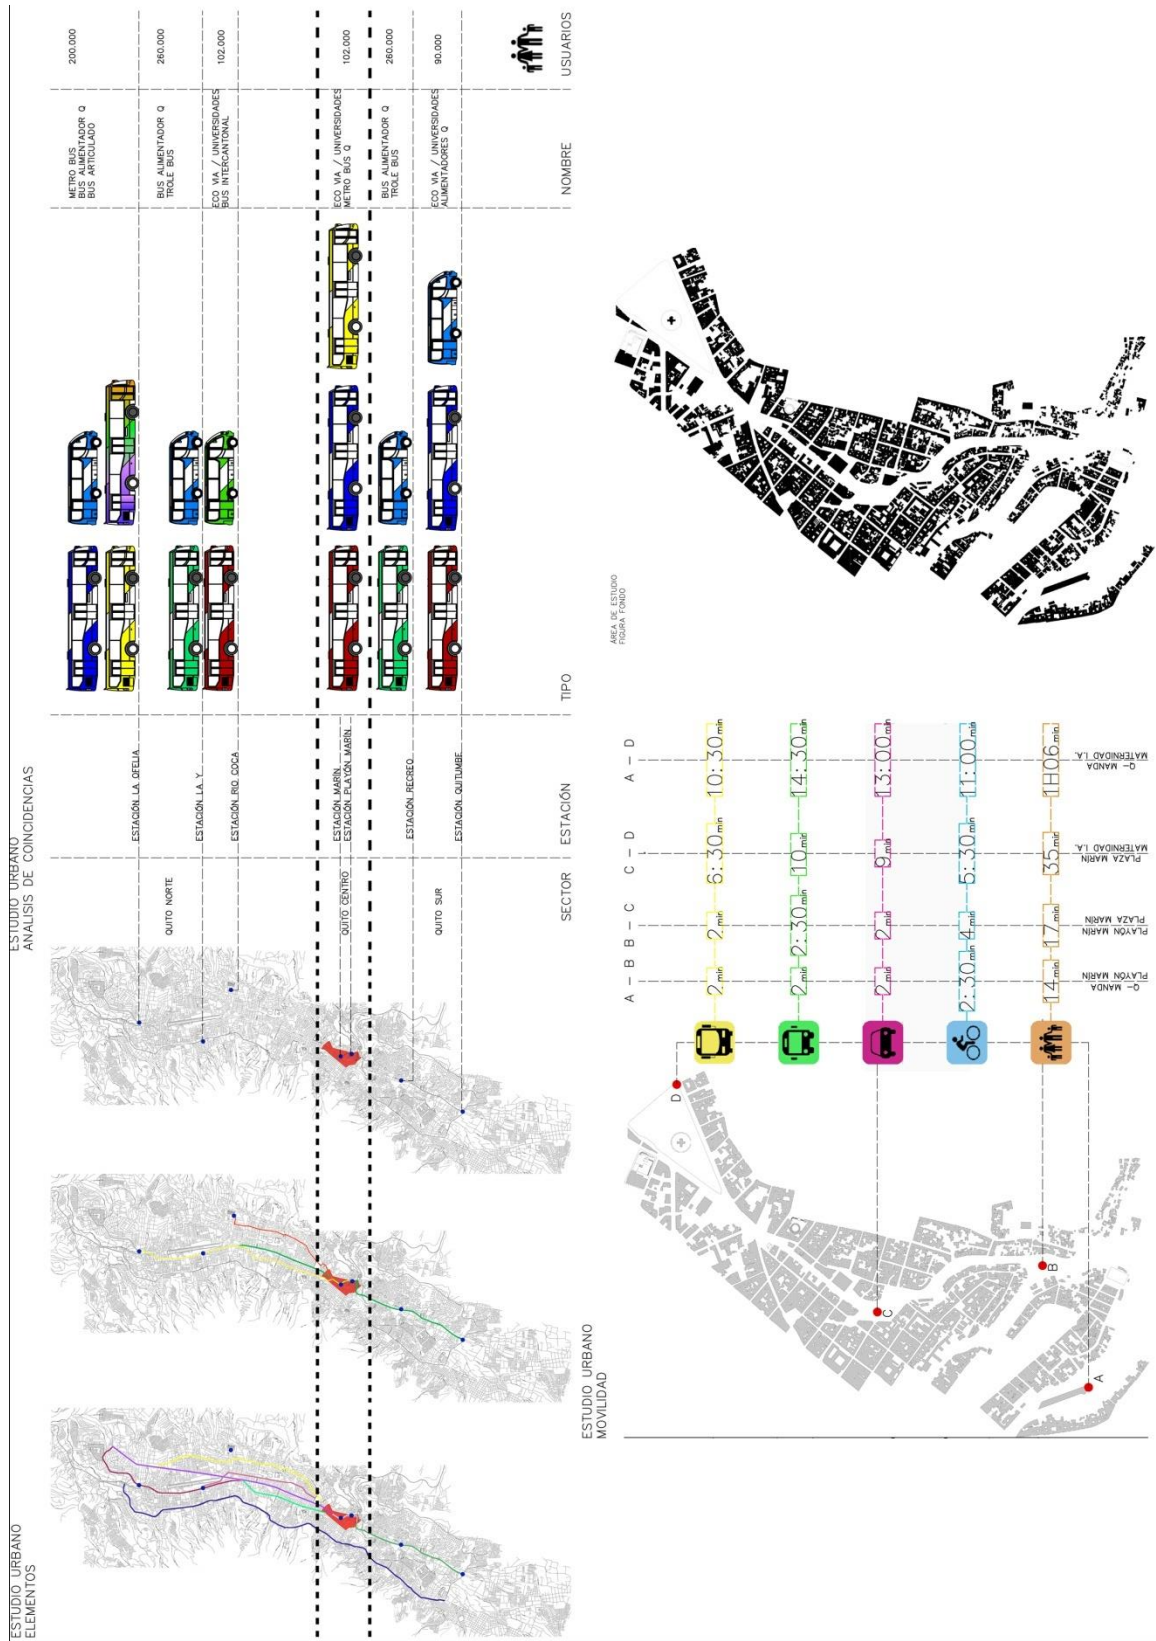 ESTUDIO URBANO
ELEMENTOS
ESTUDIO URBANO
ANALISIS DE COINCIDENCIAS
QUITO NORTE
QUITO CENTRO
QUITO SUR
SECTOR
ESTACIÓN LA OFELIA
ESTACIÓN LA Y
ESTACIÓN RIO COCA
ESTACIÓN MARÍN
ESTACIÓN PLAYÓN MARÍN
ESTACIÓN RECREO
ESTACIÓN QUITUMBE
ESTACIÓN
TIPO
METRO BUS
BUS ALIMENTADOR Q
BUS ARTICULADO
BUS ALIMENTADOR Q
TROLE BUS
ECO VIA / UNIVERSIDADES
BUS INTERCANTONAL
ECO VIA / UNIVERSIDADES
METRO BUS Q
BUS ALIMENTADOR Q
TROLE BUS
ECO VIA / UNIVERSIDADES
ALIMENTADORES Q
NOMBRE
200.000
260.000
102.000
102.000
260.000
90.000
USUARIOS
ESTUDIO URBANO
MOVILIDAD
A
B
C
D
A - B
B - C
C - D
A - D
2 min
2 min
6:30 min
10:30 min
2 min
2:30 min
10 min
14:30 min
2 min
2 min
9 min
13:00 min
2:30 min
4 min
5:30 min
11:00 min
14 min
17 min
35 min
1H06 min
Q- MANDA
PLAYÓN MARÍN
PLAYÓN MARÍN
PLAZA MARÍN
PLAZA MARÍN
MATERNIDAD I.A.
Q- MANDA
MATERNIDAD I.A.
ÁREA DE ESTUDIO
FIGURA FONDO